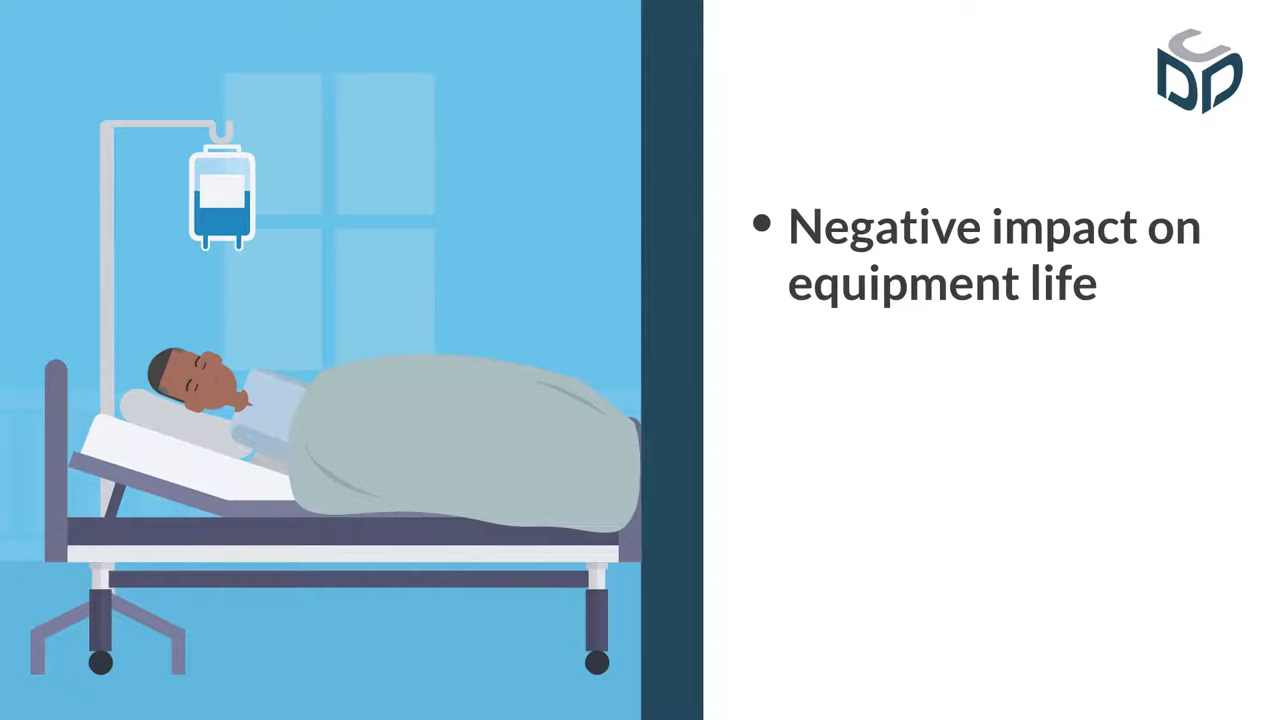 • Negative impact on
equipment life